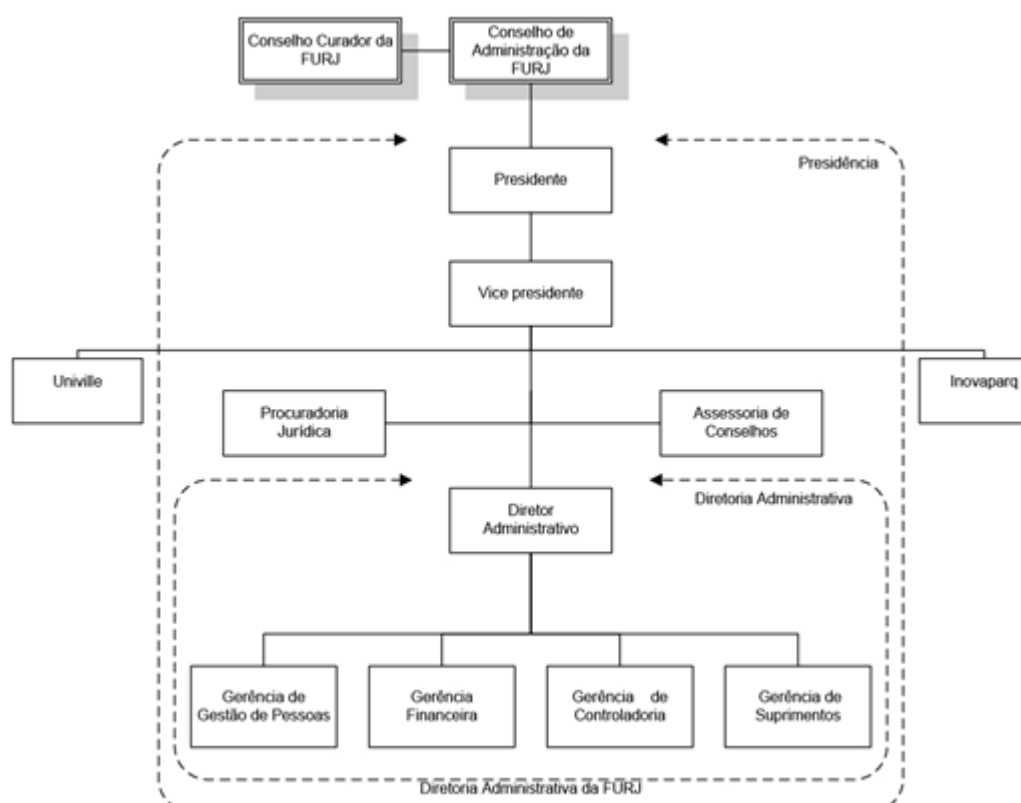 Conselho Curador da
FURJ
Conselho de
Administração da
FURJ
Presidência
Presidente
Vice presidente
Univille
Inovaparq
Procuradoria
Jurídica
Assessoria de
Conselhos
Diretoria Administrativa
Diretor
Administrativo
Gerência de
Gestão de Pessoas
Gerência
Financeira
Gerência de
Controladoria
Gerência de
Suprimentos
Diretoria Administrativa da FURJ